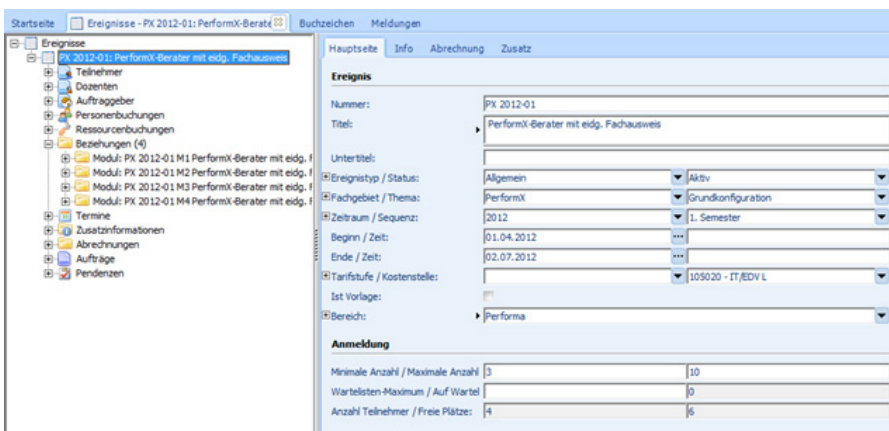 Startseite Ereignisse - PX 2012-01: PerformX-Berate Buchzeichen Meldungen
Ereignisse
PX 2012-01: PerformX-Berater mit eidg. Fachausweis
Teilnehmer
Dozenten
Auftraggeber
Personenbuchungen
Ressourcenbuchungen
Beziehungen (4)
Modul: PX 2012-01 M1 PerformX-Berater mit eidg. F
Modul: PX 2012-01 M2 PerformX-Berater mit eidg. F
Modul: PX 2012-01 M3 PerformX-Berater mit eidg. F
Modul: PX 2012-01 M4 PerformX-Berater mit eidg. F
Termine
Zusatzinformationen
Abrechnungen
Aufträge
Pendenzen
Hauptseite Info Abrechnung Zusatz
Ereignis
Nummer: PX 2012-01
Titel: PerformX-Berater mit eidg. Fachausweis
Untertitel:
Ereignistyp / Status: Allgemein Aktiv
Fachgebiet / Thema: PerformX Grundkonfiguration
Zeitraum / Sequenz: 2012 1. Semester
Beginn / Zeit: 01.04.2012
Ende / Zeit: 02.07.2012
Tarifstufe / Kostenstelle: 105020 - IT/EDV L
Ist Vorlage:
Bereich: Performa
Anmeldung
Minimale Anzahl / Maximale Anzahl 3 10
Wartelisten-Maximum / Auf Wartel 0
Anzahl Teilnehmer / Freie Plätze: 4 6